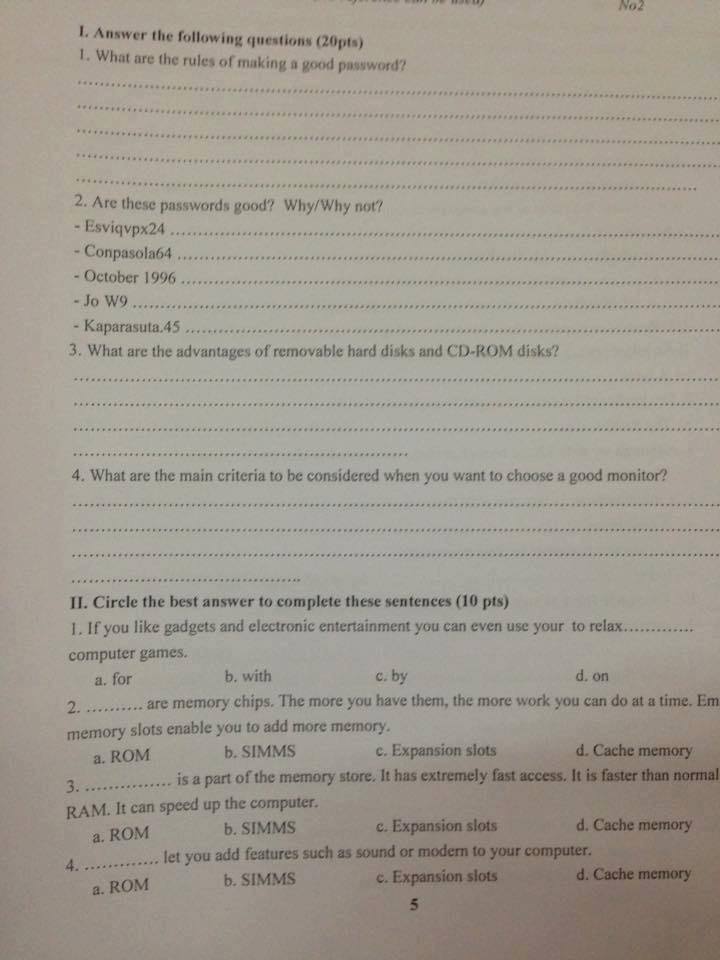 No2
I. Answer the following questions (20pts)
1. What are the rules of making a good password?
2. Are these passwords good? Why/Why not?
- Esviqvpx24
- Conpasola64
- October 1996
- Jo W9
- Kaparasuta.45
3. What are the advantages of removable hard disks and CD-ROM disks?
4. What are the main criteria to be considered when you want to choose a good monitor?
II. Circle the best answer to complete these sentences (10 pts)
1. If you like gadgets and electronic entertainment you can even use your to relax.............
computer games.
a. for b. with c. by d. on
2. .......... are memory chips. The more you have them, the more work you can do at a time. Em
memory slots enable you to add more memory.
a. ROM b. SIMMS c. Expansion slots d. Cache memory
3. ............... is a part of the memory store. It has extremely fast access. It is faster than normal
RAM. It can speed up the computer.
a. ROM b. SIMMS c. Expansion slots d. Cache memory
4. ............. let you add features such as sound or modem to your computer.
a. ROM b. SIMMS c. Expansion slots d. Cache memory
5